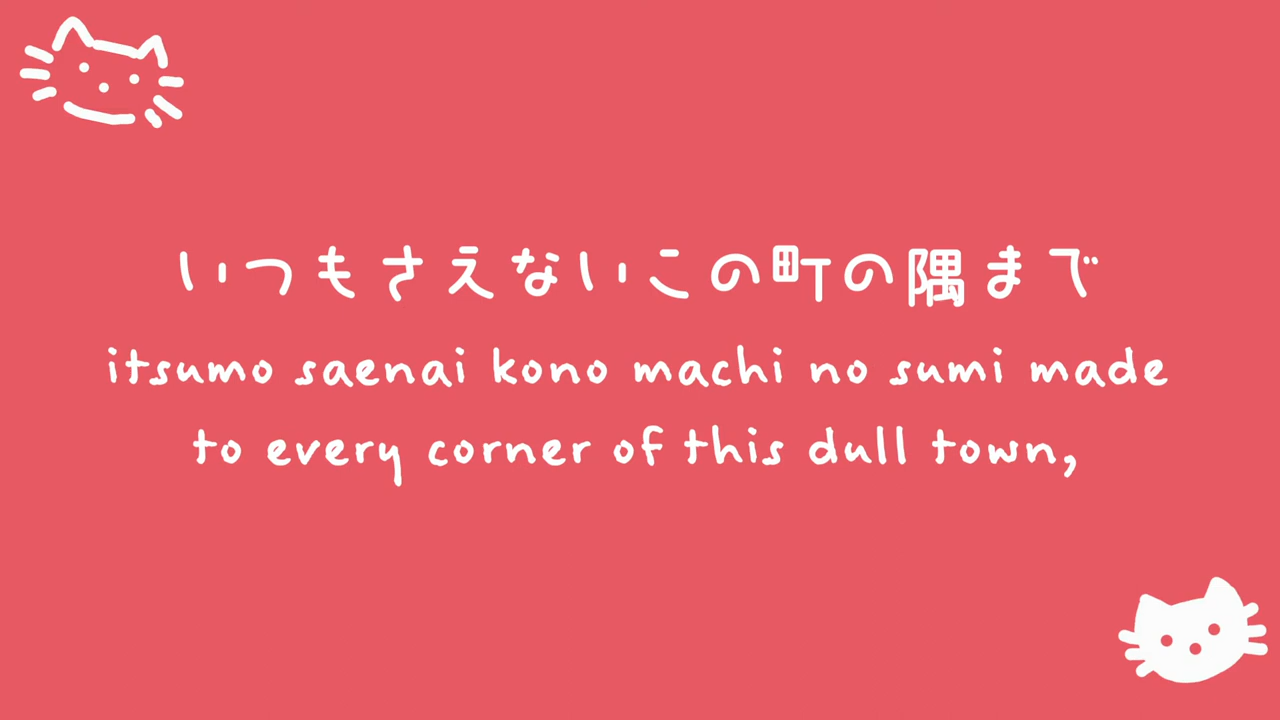 いつもさえないこの町の隅まで
itsumo saenai kono machi no sumi made
to every corner of this dull town,